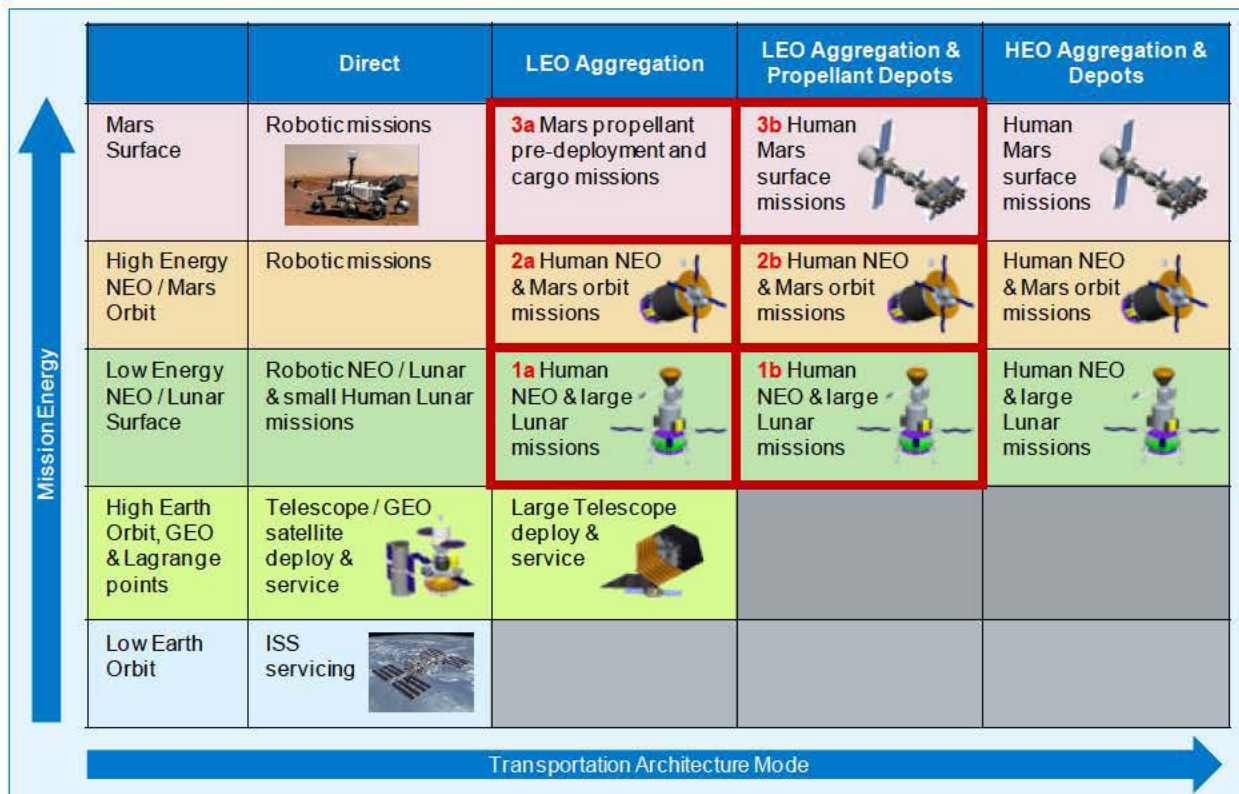 Direct
LEO Aggregation
LEO Aggregation &
Propellant Depots
HEO Aggregation &
Depots
Mars
Surface
Robotic missions
3a Mars propellant
pre-deployment and
cargo missions
3b Human
Mars
surface
missions
Human
Mars
surface
missions
High Energy
NEO / Mars
Orbit
Robotic missions
2a Human NEO
& Mars orbit
missions
2b Human NEO
& Mars orbit
missions
Human NEO
& Mars orbit
missions
Low Energy
NEO / Lunar
Surface
Robotic NEO / Lunar
& small Human Lunar
missions
1a Human
NEO & large
Lunar
missions
1b Human
NEO & large
Lunar
missions
Human NEO
& large
Lunar
missions
High Earth
Orbit, GEO
& Lagrange
points
Telescope / GEO
satellite
deploy &
service
Large Telescope
deploy &
service
Low Earth
Orbit
ISS
servicing
Mission Energy
Transportation Architecture Mode